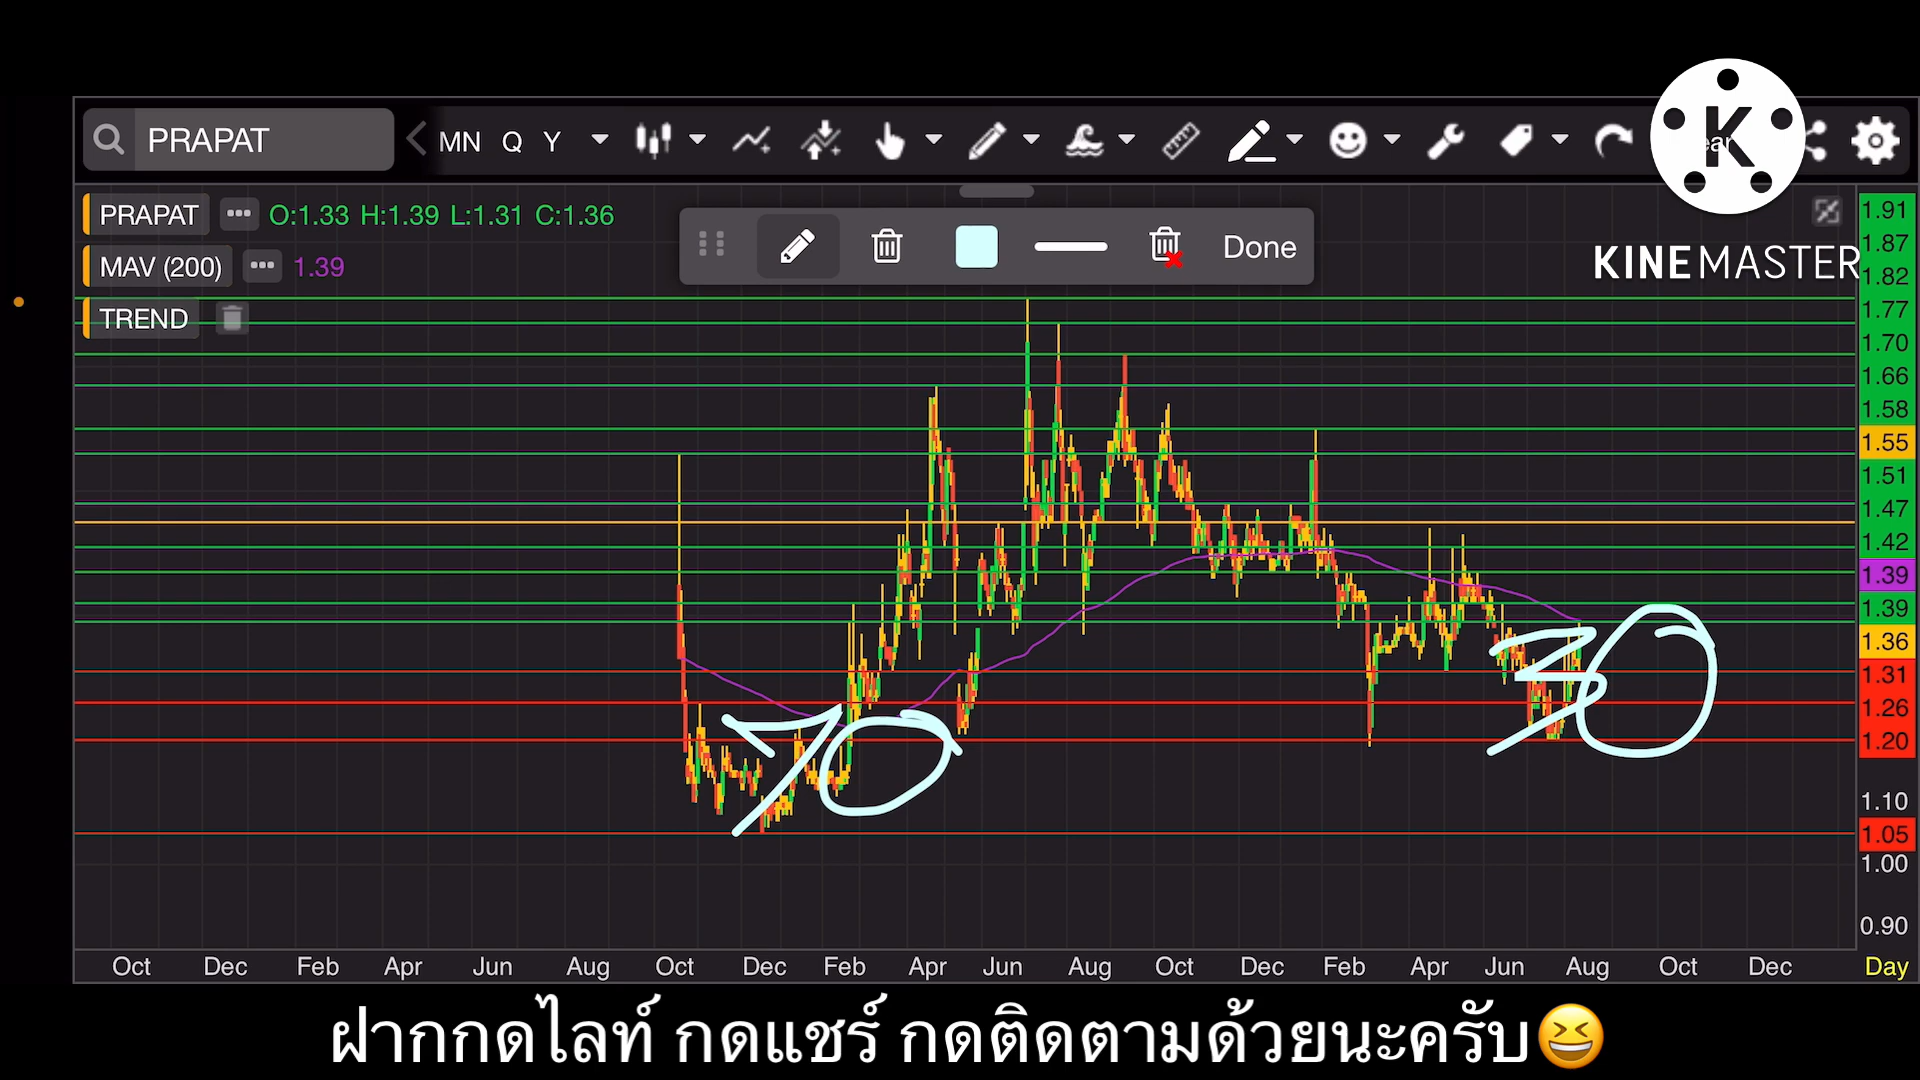 PRAPAT MN Q Y
K
KINEMASTER
PRAPAT ••• O:1.33 H:1.39 L:1.31 C:1.36
Done
MAV (200) ••• 1.39
TREND
1.91
1.87
1.82
1.77
1.70
1.66
1.58
1.55
1.51
1.47
1.42
1.39
1.39
1.36
1.31
1.26
1.20
1.10
1.05
1.00
0.90
70
30
Oct Dec Feb Apr Jun Aug Oct Dec Feb Apr Jun Aug Oct Dec Feb Apr Jun Aug Oct Dec Day
ฝากกดไลท์ กดแชร์ กดติดตามด้วยนะครับ😆